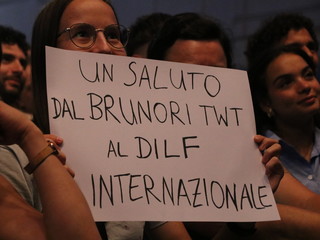 UN SALUTO
DAL BRUNORI TWT
AL DILF
INTERNAZIONALE